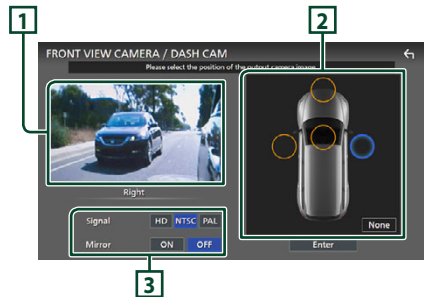 1
2
FRONT VIEW CAMERA / DASH CAM
Please select the position of the output camera image.
Right
Signal HD NTSC PAL
Mirror ON OFF
None
Enter
3